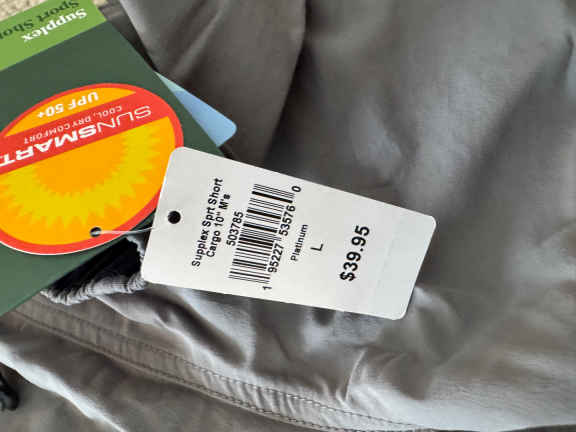 Supplex
Sport Shor
UPF 50+
COOL, DRY COMFORT
SUNSMART
Supplex Sprt Short
Cargo 10" M's
503785
1 95227 53576 0
Platinum
L
$39.95